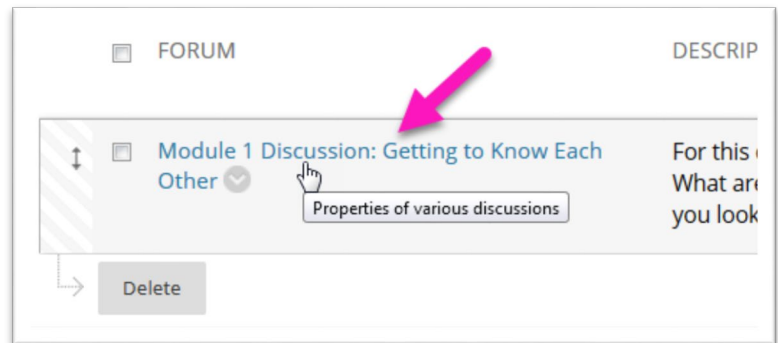 FORUM
DESCRIP
Module 1 Discussion: Getting to Know Each
Other
Properties of various discussions
For this
What are
you look
Delete